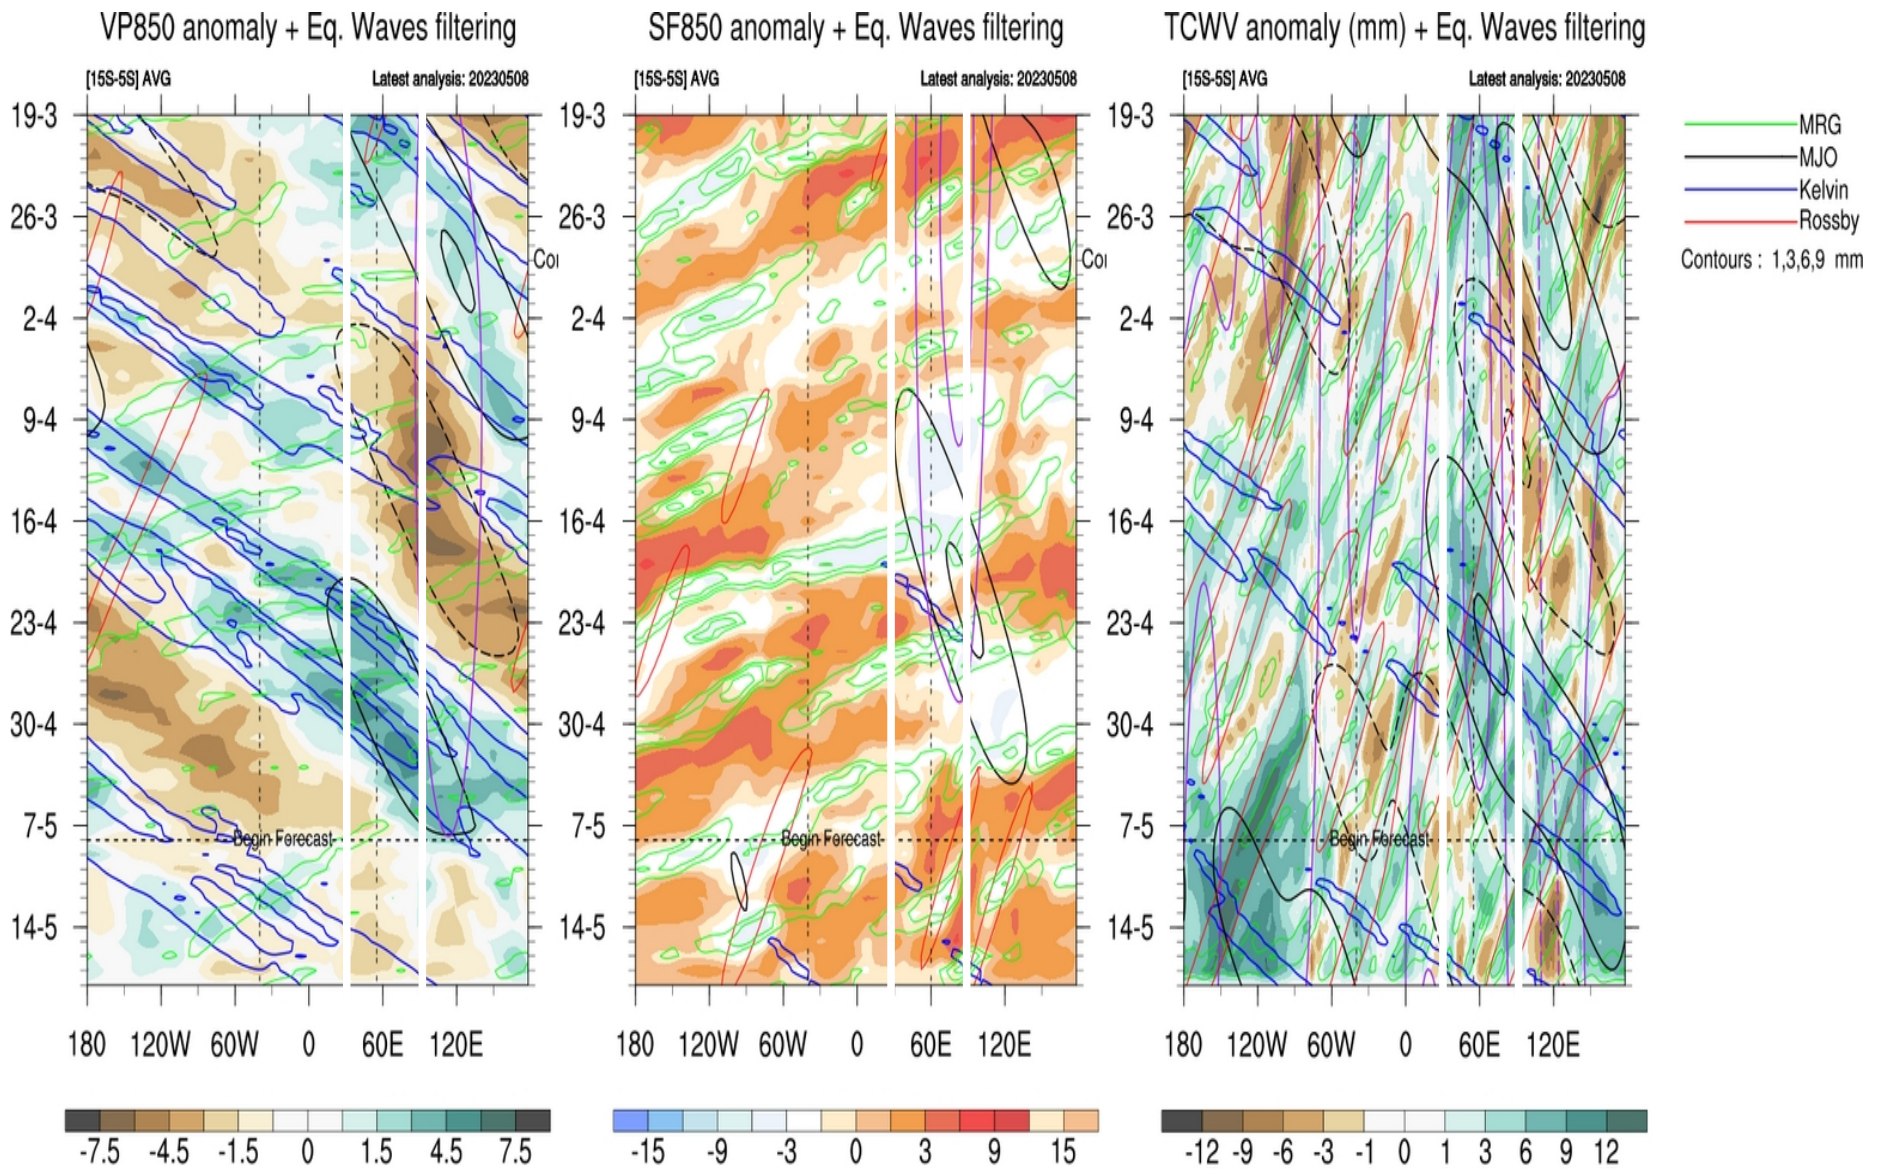 VP850 anomaly + Eq. Waves filtering
[15S-5S] AVG
Latest analysis: 20230508
19-3
26-3
2-4
9-4
16-4
23-4
30-4
7-5
14-5
Begin Forecast
180 120W 60W 0 60E 120E
-7.5 -4.5 -1.5 0 1.5 4.5 7.5
Coi
SF850 anomaly + Eq. Waves filtering
[15S-5S] AVG
Latest analysis: 20230508
19-3
26-3
2-4
9-4
16-4
23-4
30-4
7-5
14-5
Begin Forecast
180 120W 60W 0 60E 120E
-15 -9 -3 0 3 9 15
Coi
TCWV anomaly (mm) + Eq. Waves filtering
[15S-5S] AVG
Latest analysis: 20230508
19-3
26-3
2-4
9-4
16-4
23-4
30-4
7-5
14-5
Begin Forecast
180 120W 60W 0 60E 120E
-12 -9 -6 -3 -1 0 1 3 6 9 12
MRG
MJO
Kelvin
Rossby
Contours : 1,3,6,9 mm